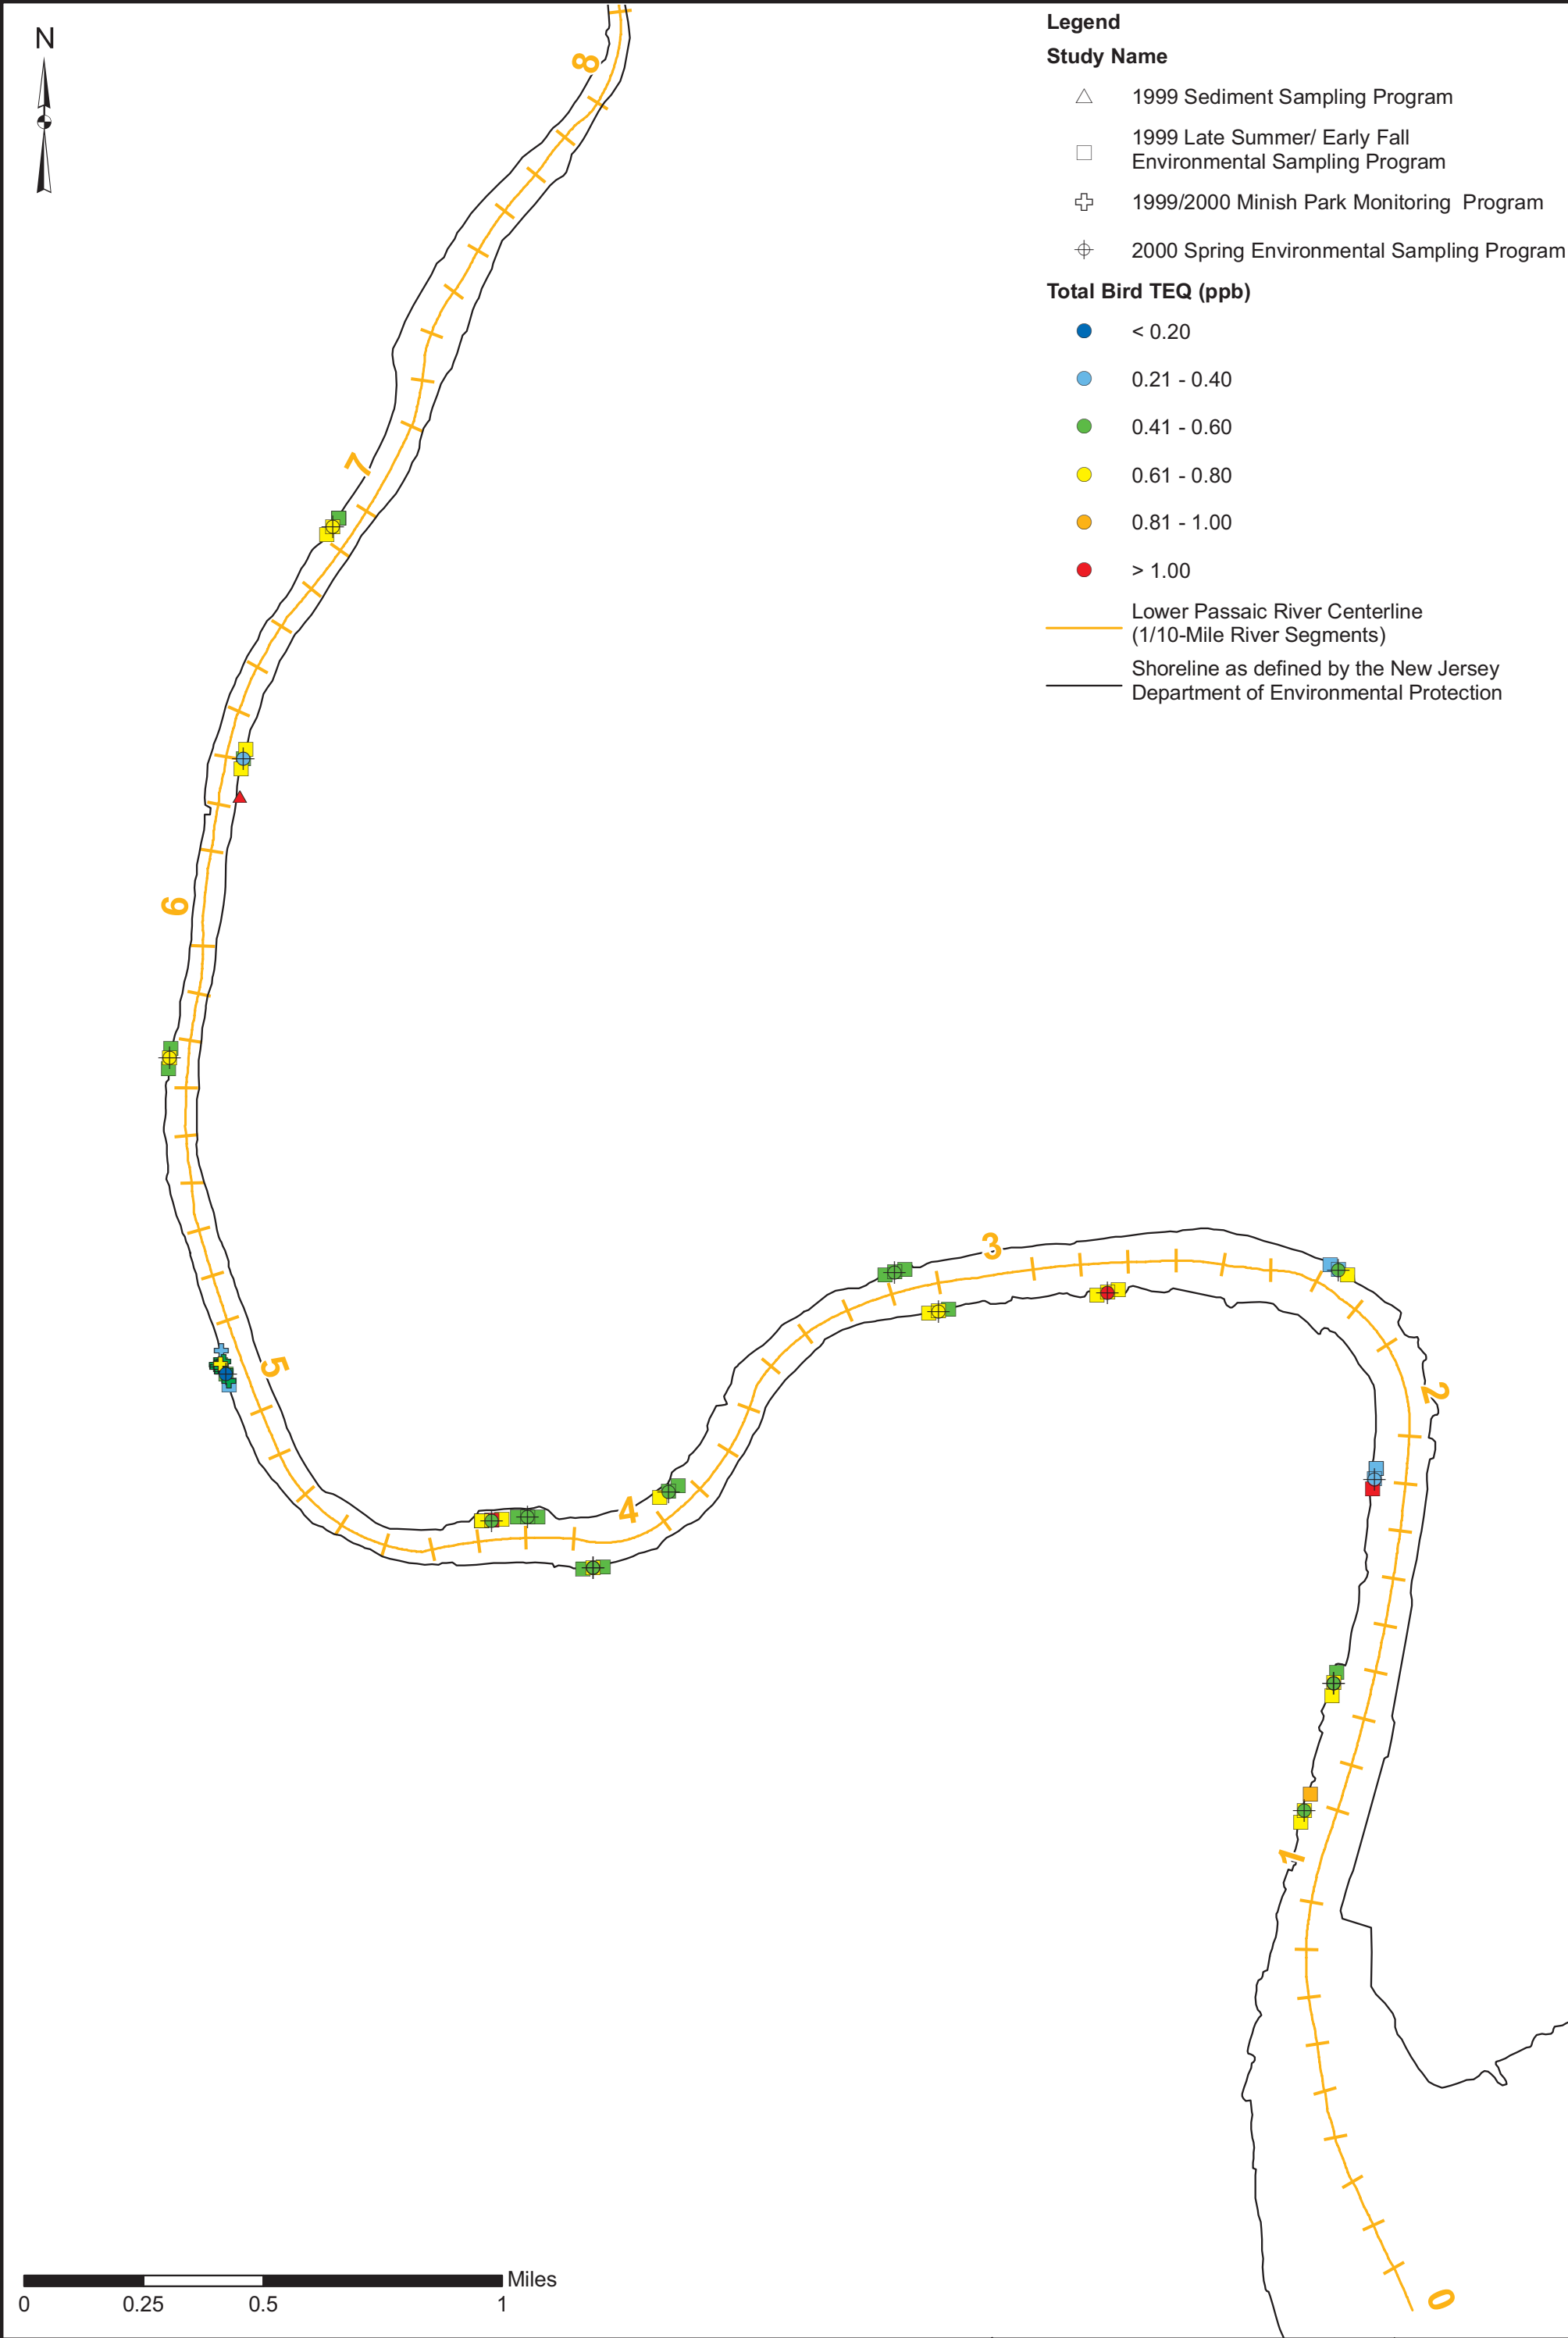 N
Legend
Study Name
1999 Sediment Sampling Program
1999 Late Summer/ Early Fall
Environmental Sampling Program
1999/2000 Minish Park Monitoring Program
2000 Spring Environmental Sampling Program
Total Bird TEQ (ppb)
< 0.20
0.21 - 0.40
0.41 - 0.60
0.61 - 0.80
0.81 - 1.00
> 1.00
Lower Passaic River Centerline
(1/10-Mile River Segments)
Shoreline as defined by the New Jersey
Department of Environmental Protection
8
7
6
5
4
3
2
1
0
Miles
0 0.25 0.5 1